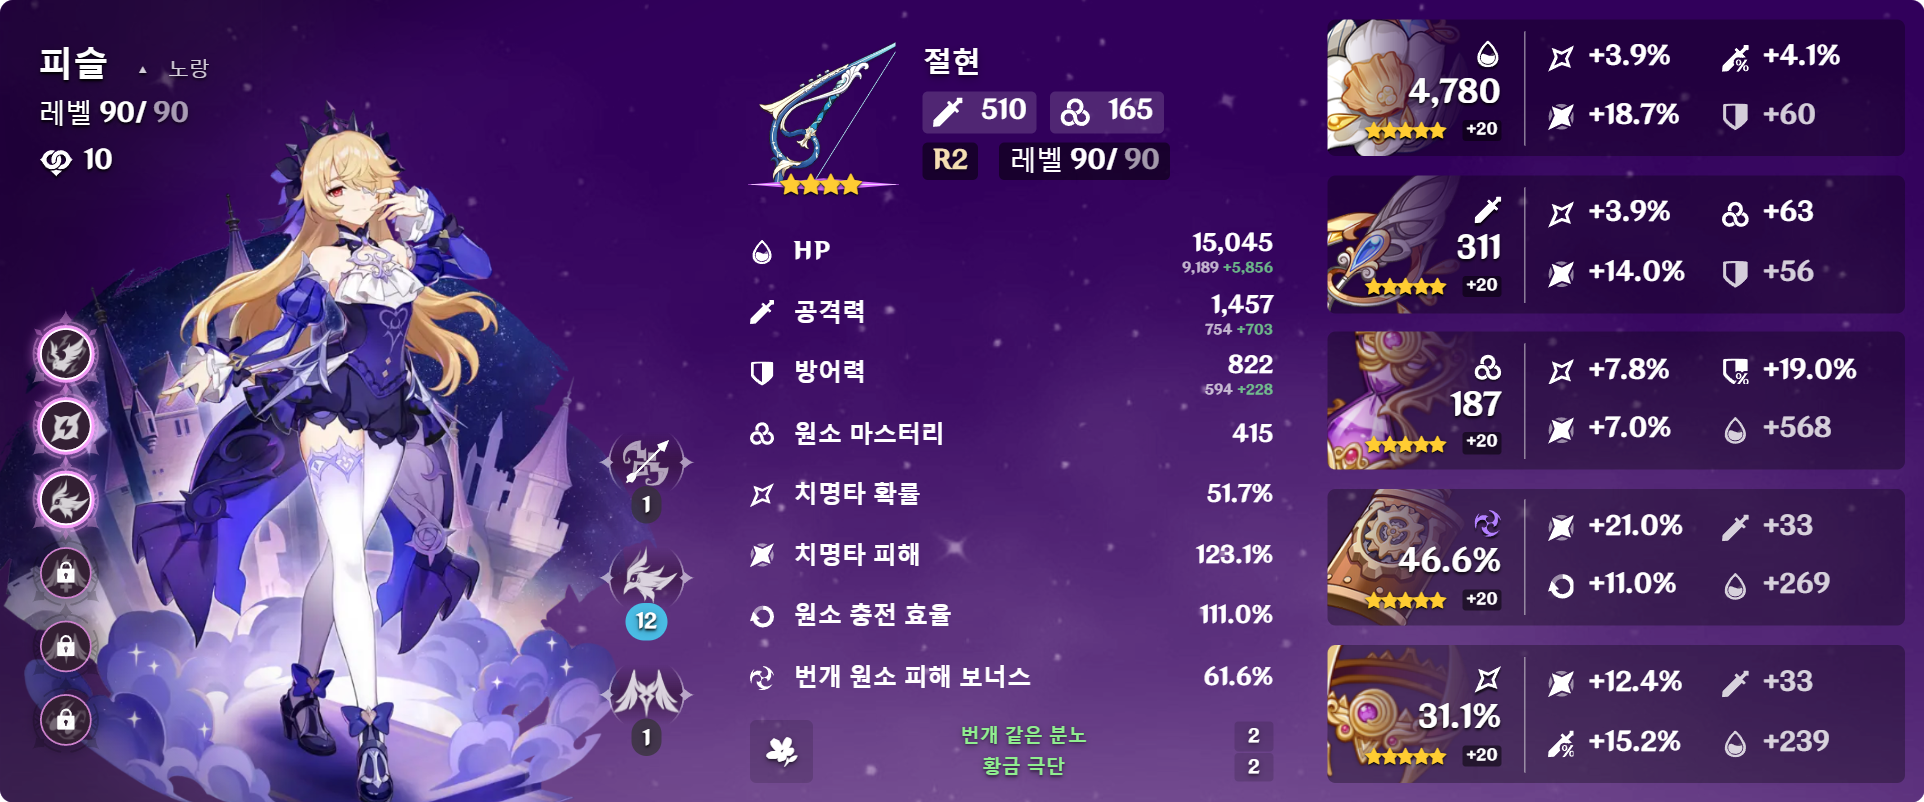 피슬 ▲ 노랑
레벨 90/ 90
10
1
12
1
절현
510 165
R2 레벨 90/ 90
HP 15,045
9,189 +5,856
공격력 1,457
754 +703
방어력 822
594 +228
원소 마스터리 415
치명타 확률 51.7%
치명타 피해 123.1%
원소 충전 효율 111.0%
번개 원소 피해 보너스 61.6%
번개 같은 분노 2
황금 극단 2
4,780
+20
+3.9% +4.1%
+18.7% +60
311
+20
+3.9% +63
+14.0% +56
187
+20
+7.8% +19.0%
+7.0% +568
46.6%
+20
+21.0% +33
+11.0% +269
31.1%
+20
+12.4% +33
+15.2% +239